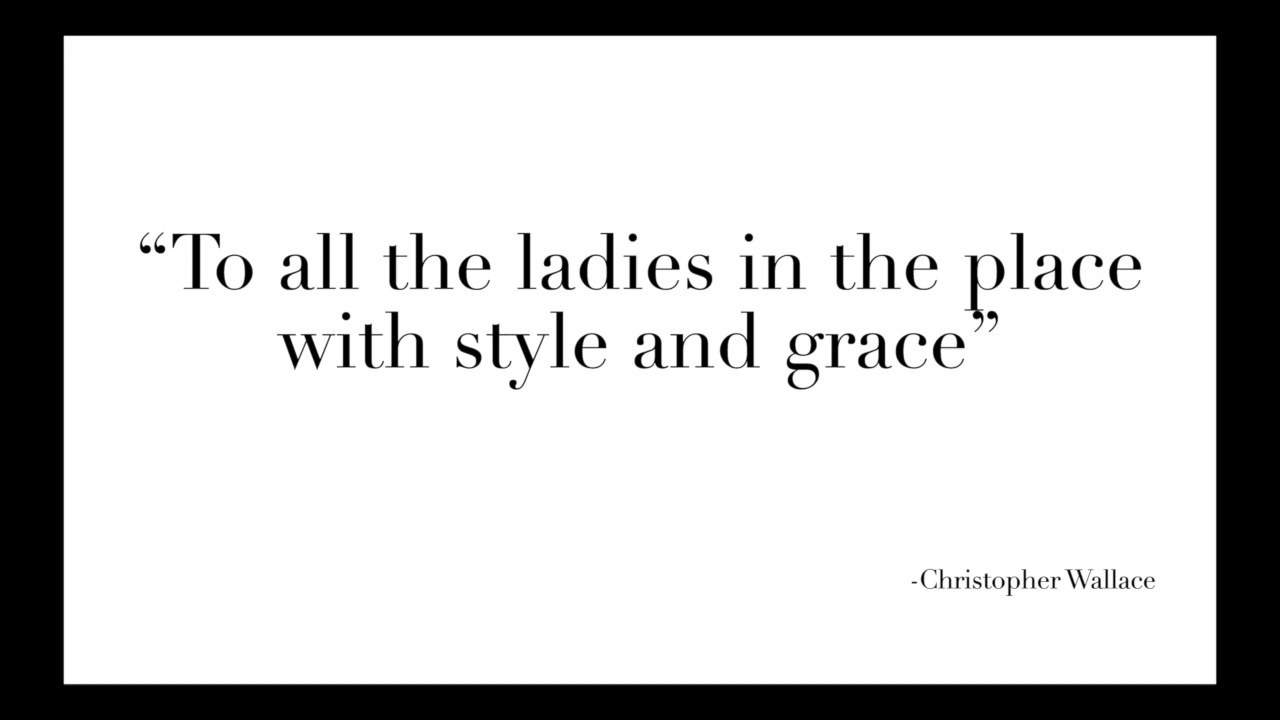 “To all the ladies in the place
with style and grace”
-Christopher Wallace